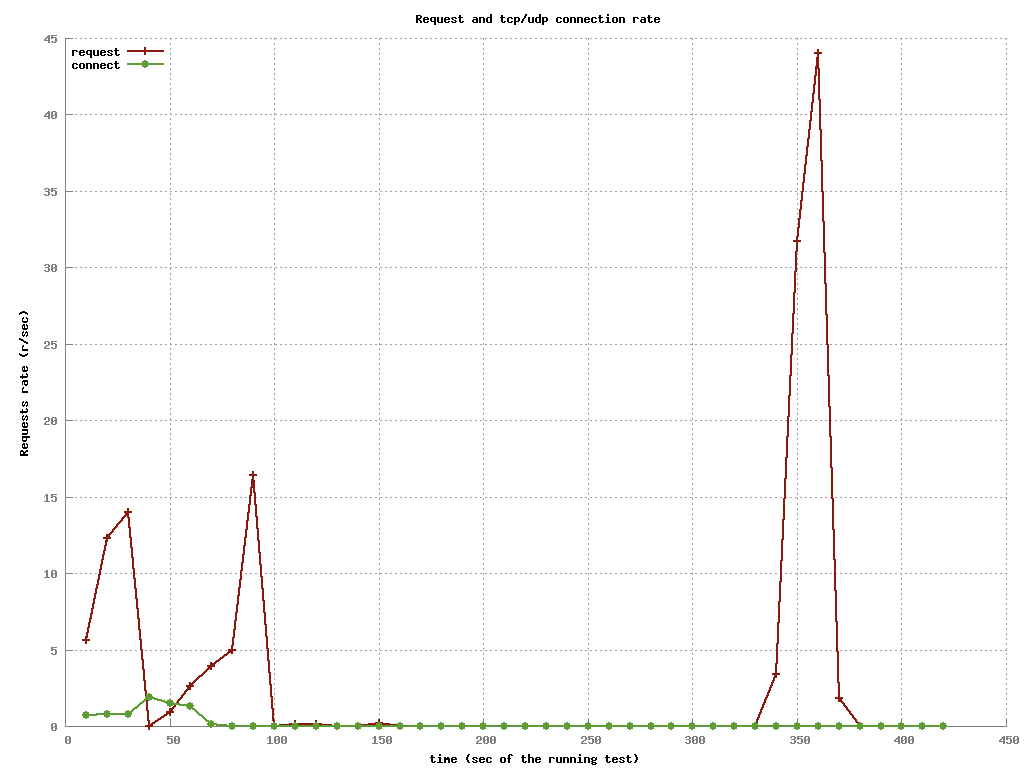 Request and tcp/udp connection rate
request
connect
45
40
35
30
25
20
15
10
5
0
Requests rate (r/sec)
0 50 100 150 200 250 300 350 400 450
time (sec of the running test)